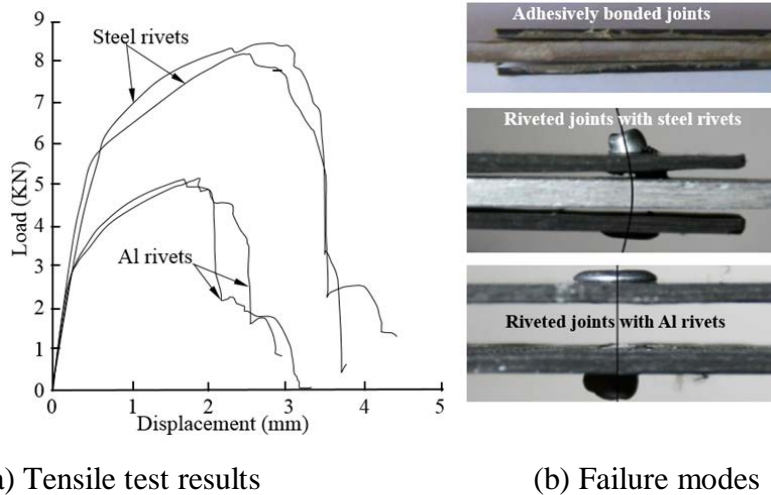 9
8
7
6
5
4
3
2
1
0
Load (KN)
Steel rivets
Al rivets
0 1 2 3 4 5
Displacement (mm)
Adhesively bonded joints
Riveted joints with steel rivets
Riveted joints with Al rivets
) Tensile test results
(b) Failure modes